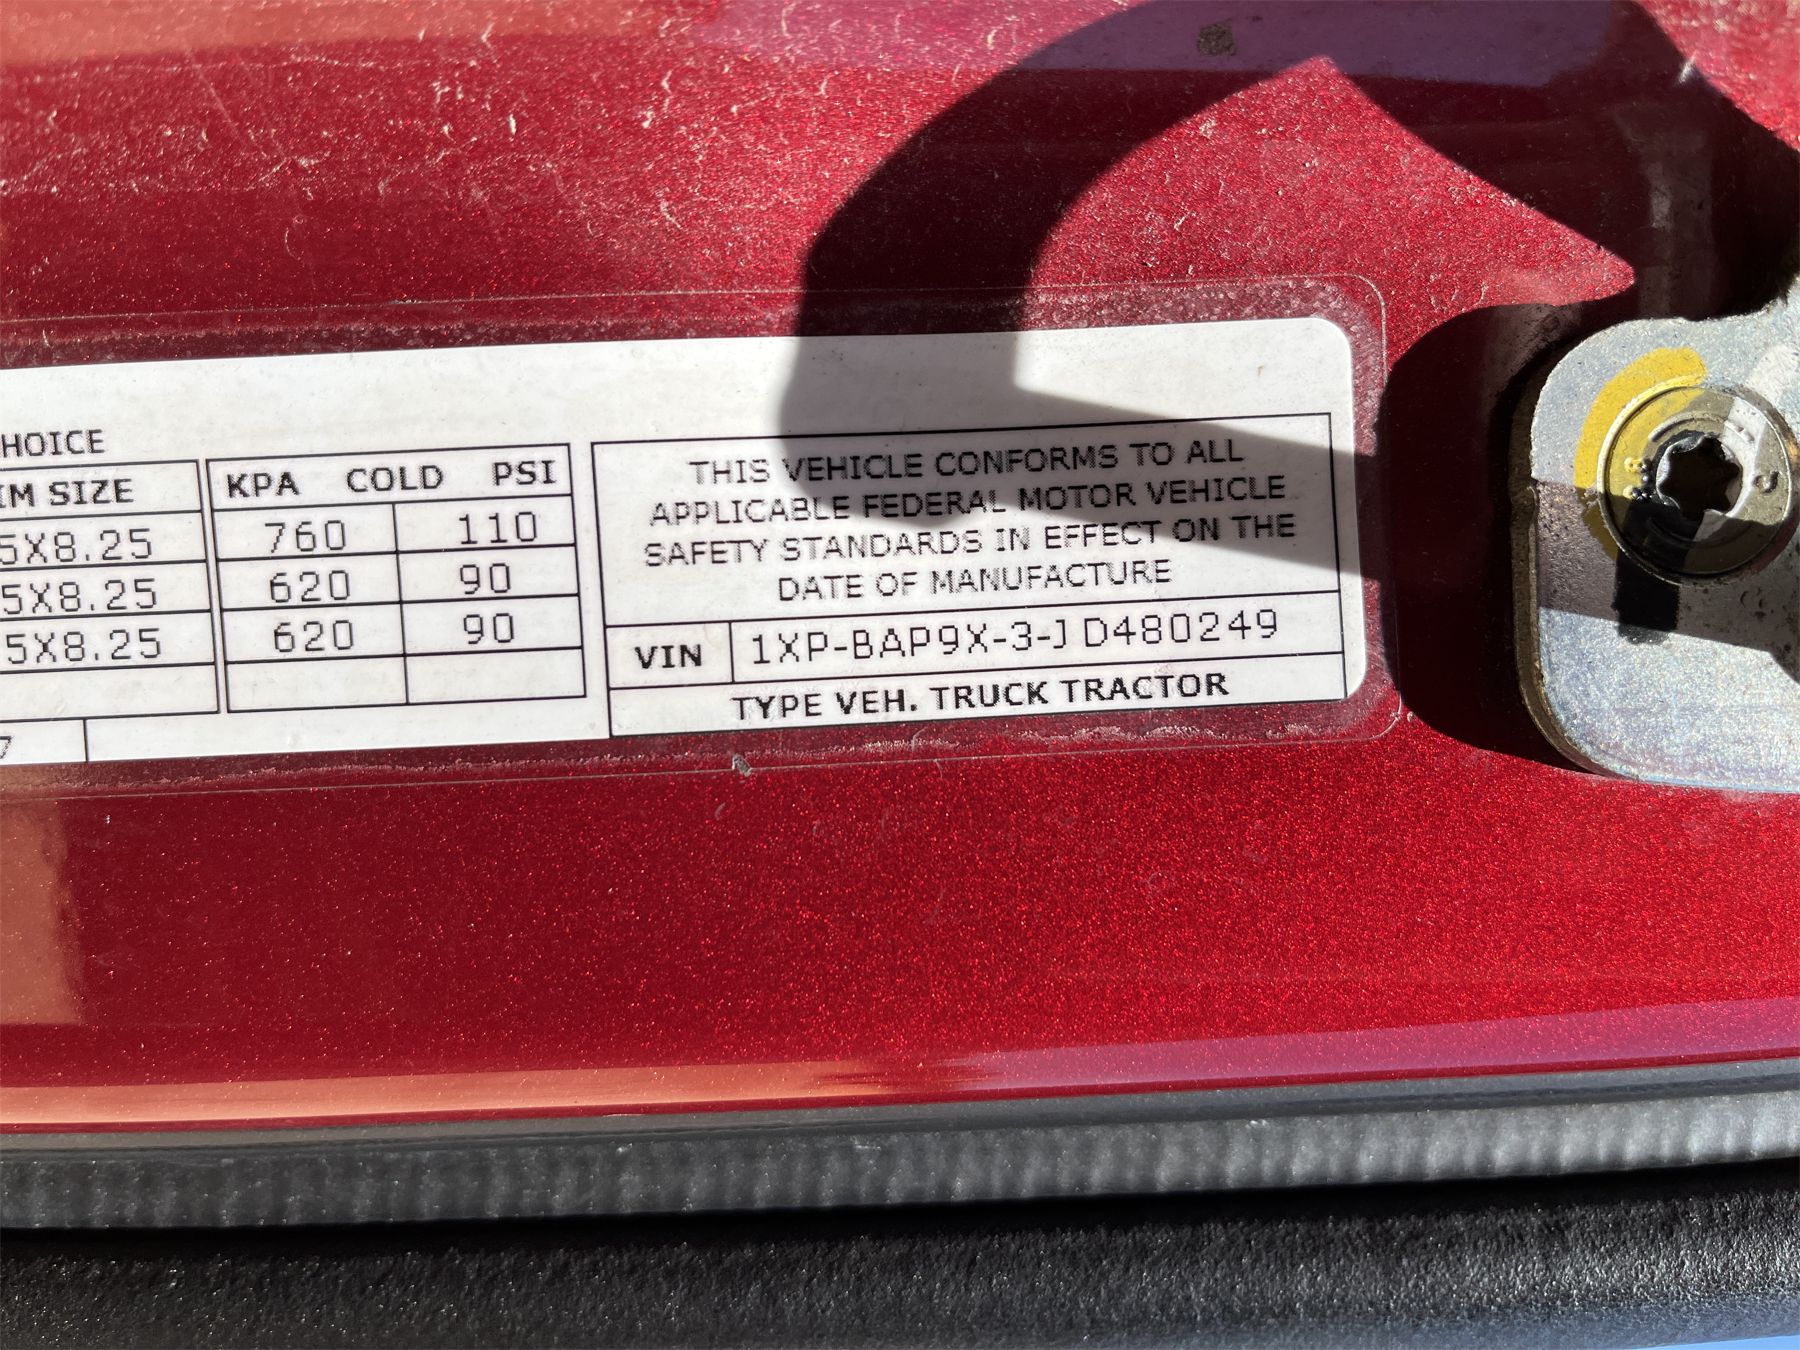 HOICE
IM SIZE
5X8.25
5X8.25
5X8.25
7
KPA COLD PSI
760 110
620 90
620 90
THIS VEHICLE CONFORMS TO ALL
APPLICABLE FEDERAL MOTOR VEHICLE
SAFETY STANDARDS IN EFFECT ON THE
DATE OF MANUFACTURE
VIN 1XP-BAP9X-3-JD480249
TYPE VEH. TRUCK TRACTOR